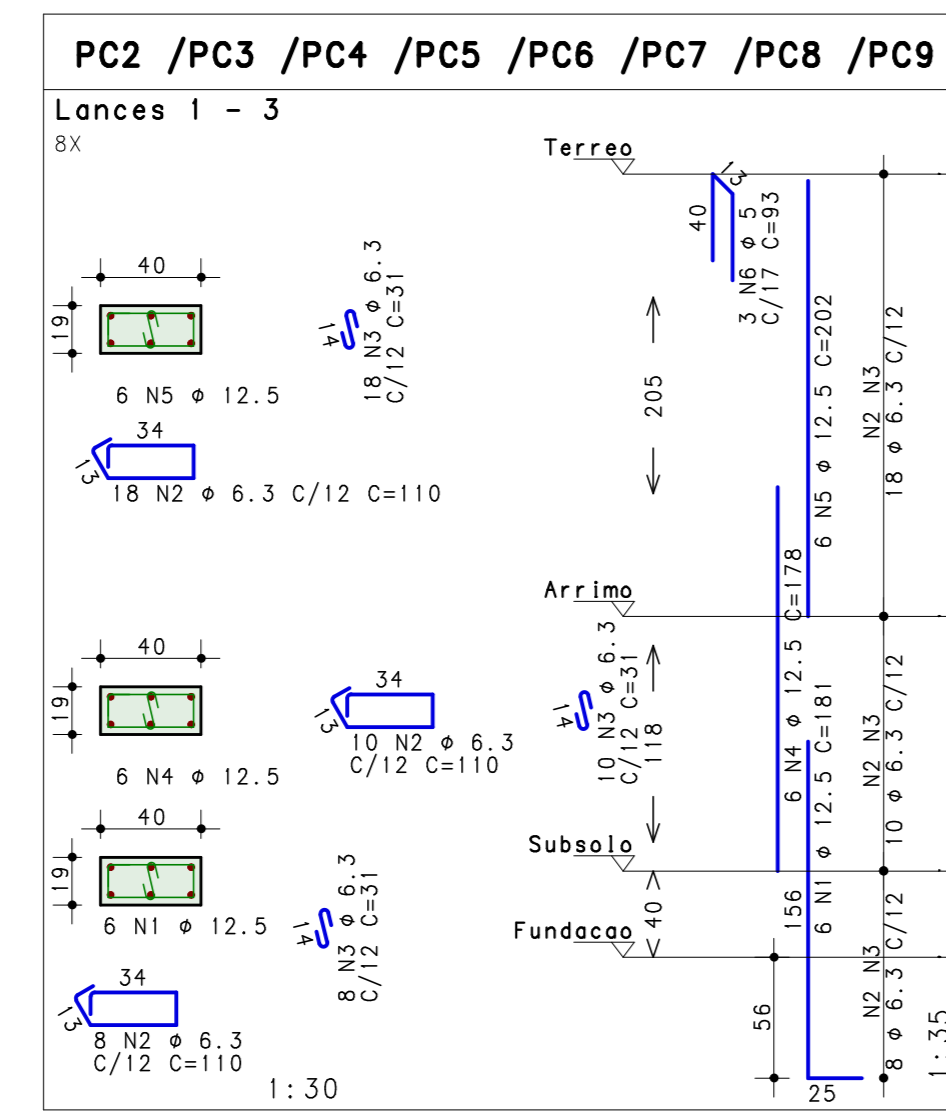 PC2 /PC3 /PC4 /PC5 /PC6 /PC7 /PC8 /PC9
Lances 1 - 3
8X
Terreo
40
19
6 N5 φ 12.5
14
18 N3 φ 6.3
C/12 C=31
34
13
18 N2 φ 6.3 C/12 C=110
40
13
3 N6 φ 5
C/17 C=93
205
6 N5 φ 12.5 C=202
N2 N3
18 φ 6.3 C/12
Arrimo
40
19
6 N4 φ 12.5
34
13
10 N2 φ 6.3
C/12 C=110
14
10 N3 φ 6.3
C/12 C=31
118
6 N4 φ 12.5 C=178
N2 N3
10 φ 6.3 C/12
Subsolo
40
19
6 N1 φ 12.5
14
8 N3 φ 6.3
C/12 C=31
40
Fundacao
156
6 N1 φ 12.5 C=181
N2 N3
8 φ 6.3 C/12
34
13
8 N2 φ 6.3
C/12 C=110
56
25
1:30
1:35